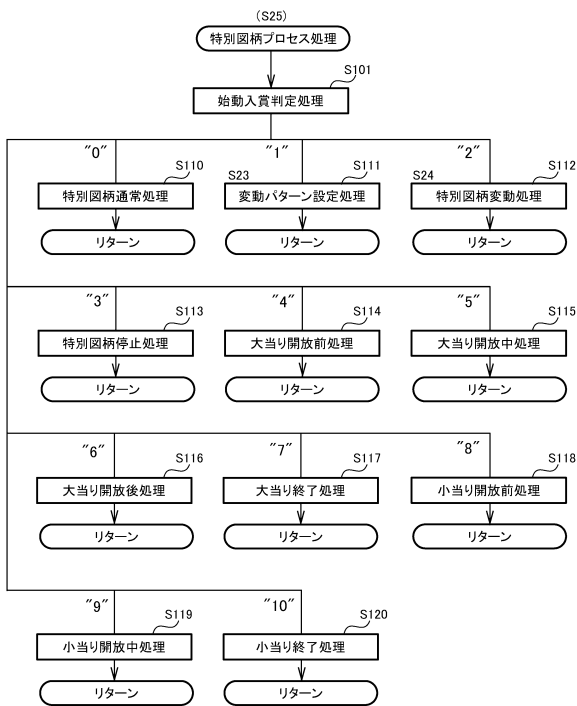 (S25)
特別図柄プロセス処理
S101
始動入賞判定処理
"0"
"1"
"2"
S110
S23
S111
S24
S112
特別図柄通常処理
変動パターン設定処理
特別図柄変動処理
リターン
リターン
リターン
"3"
"4"
"5"
S113
S114
S115
特別図柄停止処理
大当り開放前処理
大当り開放中処理
リターン
リターン
リターン
"6"
"7"
"8"
S116
S117
S118
大当り開放後処理
大当り終了処理
小当り開放前処理
リターン
リターン
リターン
"9"
"10"
S119
S120
小当り開放中処理
小当り終了処理
リターン
リターン